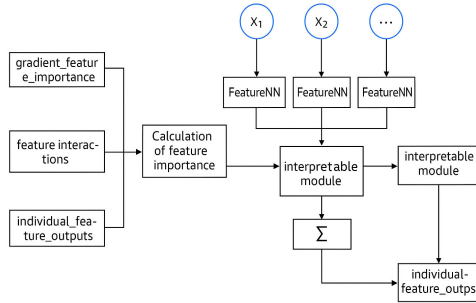 X1
X2
...
gradient_featur
e_importance
FeatureNN
FeatureNN
FeatureNN
feature interac-
tions
Calculation
of feature
importance
interpretable
module
interpretable
module
individual_fea-
ture_outputs
Σ
individual-
feature_outps